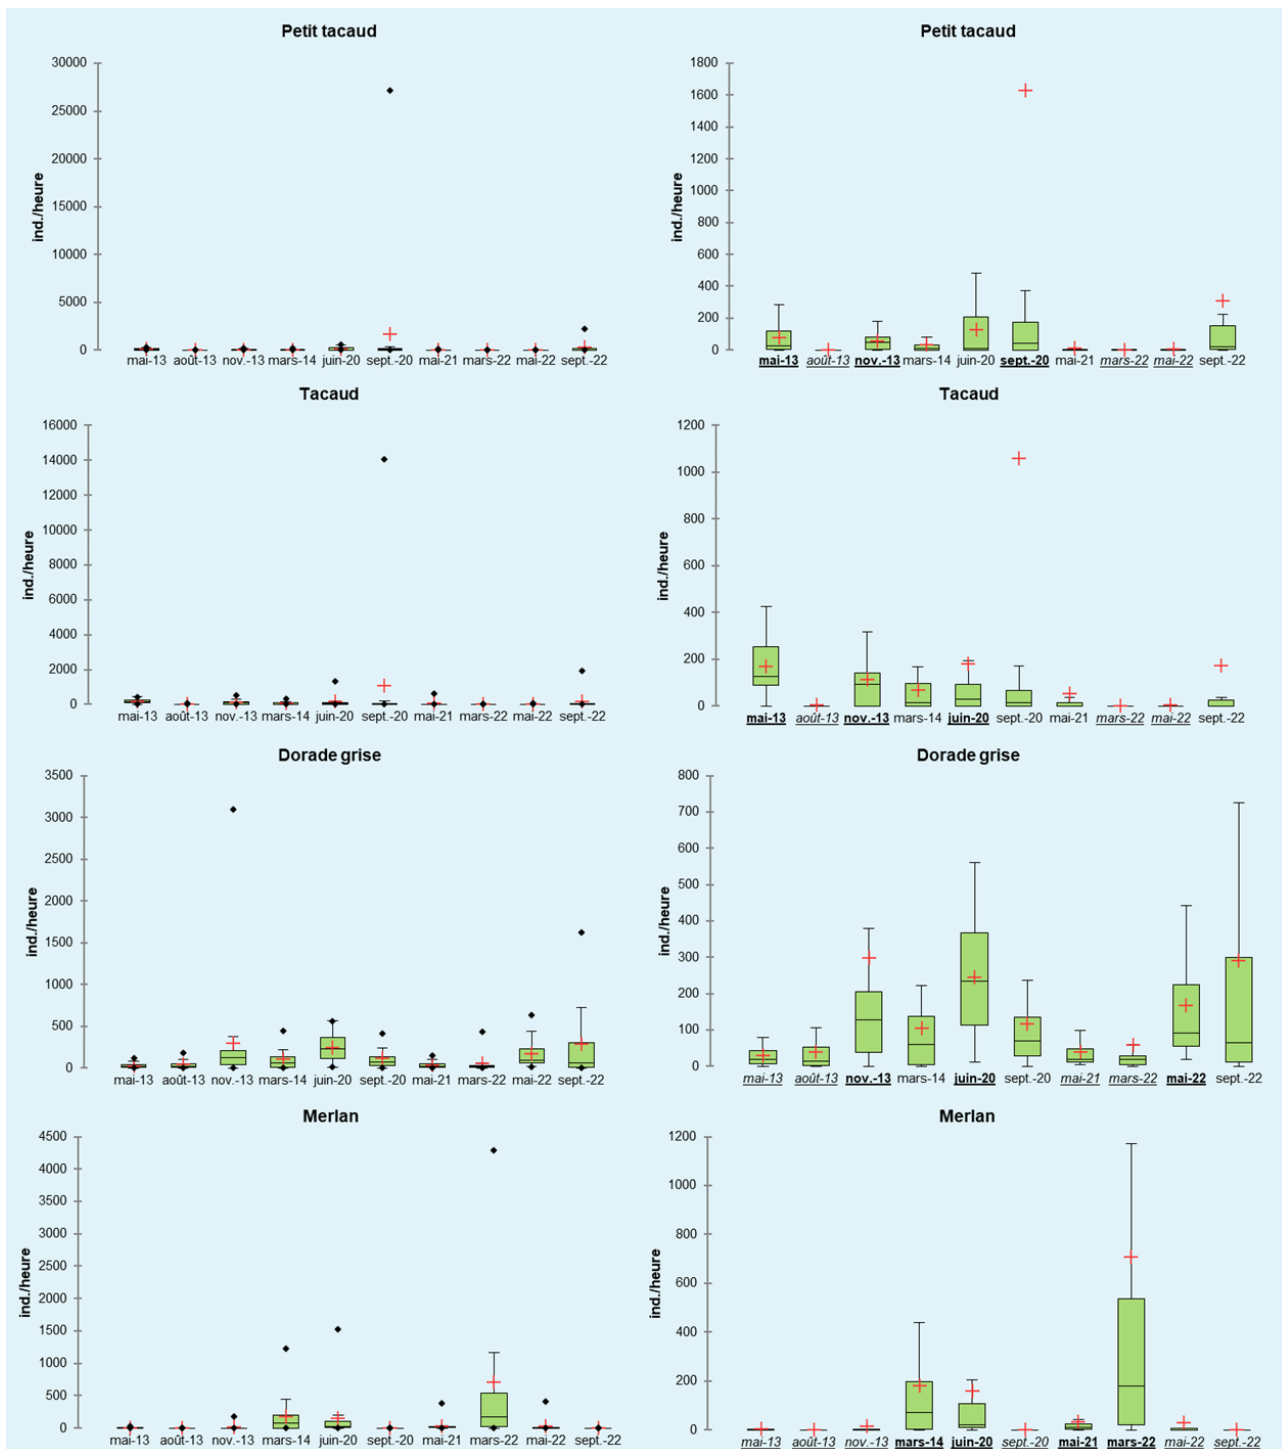 Petit tacaud
30000
25000
20000
15000
10000
5000
0
ind./heure
mai-13 août-13 nov.-13 mars-14 juin-20 sept.-20 mai-21 mars-22 mai-22 sept.-22
Petit tacaud
1800
1600
1400
1200
1000
800
600
400
200
0
ind./heure
mai-13 août-13 nov.-13 mars-14 juin-20 sept.-20 mai-21 mars-22 mai-22 sept.-22
Tacaud
16000
14000
12000
10000
8000
6000
4000
2000
0
ind./heure
mai-13 août-13 nov.-13 mars-14 juin-20 sept.-20 mai-21 mars-22 mai-22 sept.-22
Tacaud
1200
1000
800
600
400
200
0
ind./heure
mai-13 août-13 nov.-13 mars-14 juin-20 sept.-20 mai-21 mars-22 mai-22 sept.-22
Dorade grise
3500
3000
2500
2000
1500
1000
500
0
ind./heure
mai-13 août-13 nov.-13 mars-14 juin-20 sept.-20 mai-21 mars-22 mai-22 sept.-22
Dorade grise
800
700
600
500
400
300
200
100
0
ind./heure
mai-13 août-13 nov.-13 mars-14 juin-20 sept.-20 mai-21 mars-22 mai-22 sept.-22
Merlan
4500
4000
3500
3000
2500
2000
1500
1000
500
0
ind./heure
mai-13 août-13 nov.-13 mars-14 juin-20 sept.-20 mai-21 mars-22 mai-22 sept.-22
Merlan
1200
1000
800
600
400
200
0
ind./heure
mai-13 août-13 nov.-13 mars-14 juin-20 sept.-20 mai-21 mars-22 mai-22 sept.-22